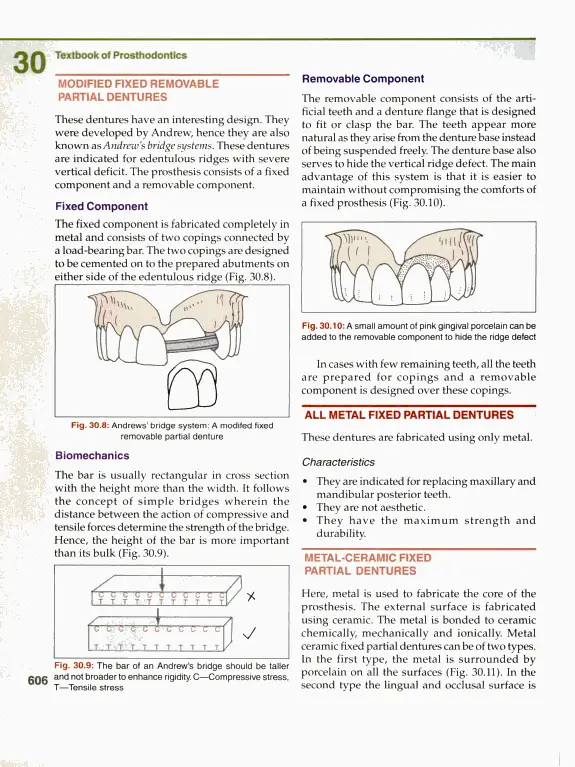 30
Textbook of Prosthodontics
MODIFIED FIXED REMOVABLE
PARTIAL DENTURES
These dentures have an interesting design. They
were developed by Andrew, hence they are also
known as Andrew's bridge systems. These dentures
are indicated for edentulous ridges with severe
vertical deficit. The prosthesis consists of a fixed
component and a removable component.
Fixed Component
The fixed component is fabricated completely in
metal and consists of two copings connected by
a load-bearing bar. The two copings are designed
to be cemented on to the prepared abutments on
either side of the edentulous ridge (Fig. 30.8).
Fig. 30.8: Andrews' bridge system: A modifed fixed
removable partial denture
Biomechanics
The bar is usually rectangular in cross section
with the height more than the width. It follows
the concept of simple bridges wherein the
distance between the action of compressive and
tensile forces determine the strength of the bridge.
Hence, the height of the bar is more important
than its bulk (Fig. 30.9).
C C C C C C C C C C C
T T T T T T T T T T T
C C C C C C C C C C C
T T T T T T T T T T T
Fig. 30.9: The bar of an Andrew's bridge should be taller
and not broader to enhance rigidity. C—Compressive stress,
T—Tensile stress
606
Removable Component
The removable component consists of the arti-
ficial teeth and a denture flange that is designed
to fit or clasp the bar. The teeth appear more
natural as they arise from the denture base instead
of being suspended freely. The denture base also
serves to hide the vertical ridge defect. The main
advantage of this system is that it is easier to
maintain without compromising the comforts of
a fixed prosthesis (Fig. 30.10).
Fig. 30.10: A small amount of pink gingival porcelain can be
added to the removable component to hide the ridge defect
In cases with few remaining teeth, all the teeth
are prepared for copings and a removable
component is designed over these copings.
ALL METAL FIXED PARTIAL DENTURES
These dentures are fabricated using only metal.
Characteristics
• They are indicated for replacing maxillary and
mandibular posterior teeth.
• They are not aesthetic.
• They have the maximum strength and
durability.
METAL-CERAMIC FIXED
PARTIAL DENTURES
Here, metal is used to fabricate the core of the
prosthesis. The external surface is fabricated
using ceramic. The metal is bonded to ceramic
chemically, mechanically and ionically. Metal
ceramic fixed partial dentures can be of two types.
In the first type, the metal is surrounded by
porcelain on all the surfaces (Fig. 30.11). In the
second type the lingual and occlusal surface is